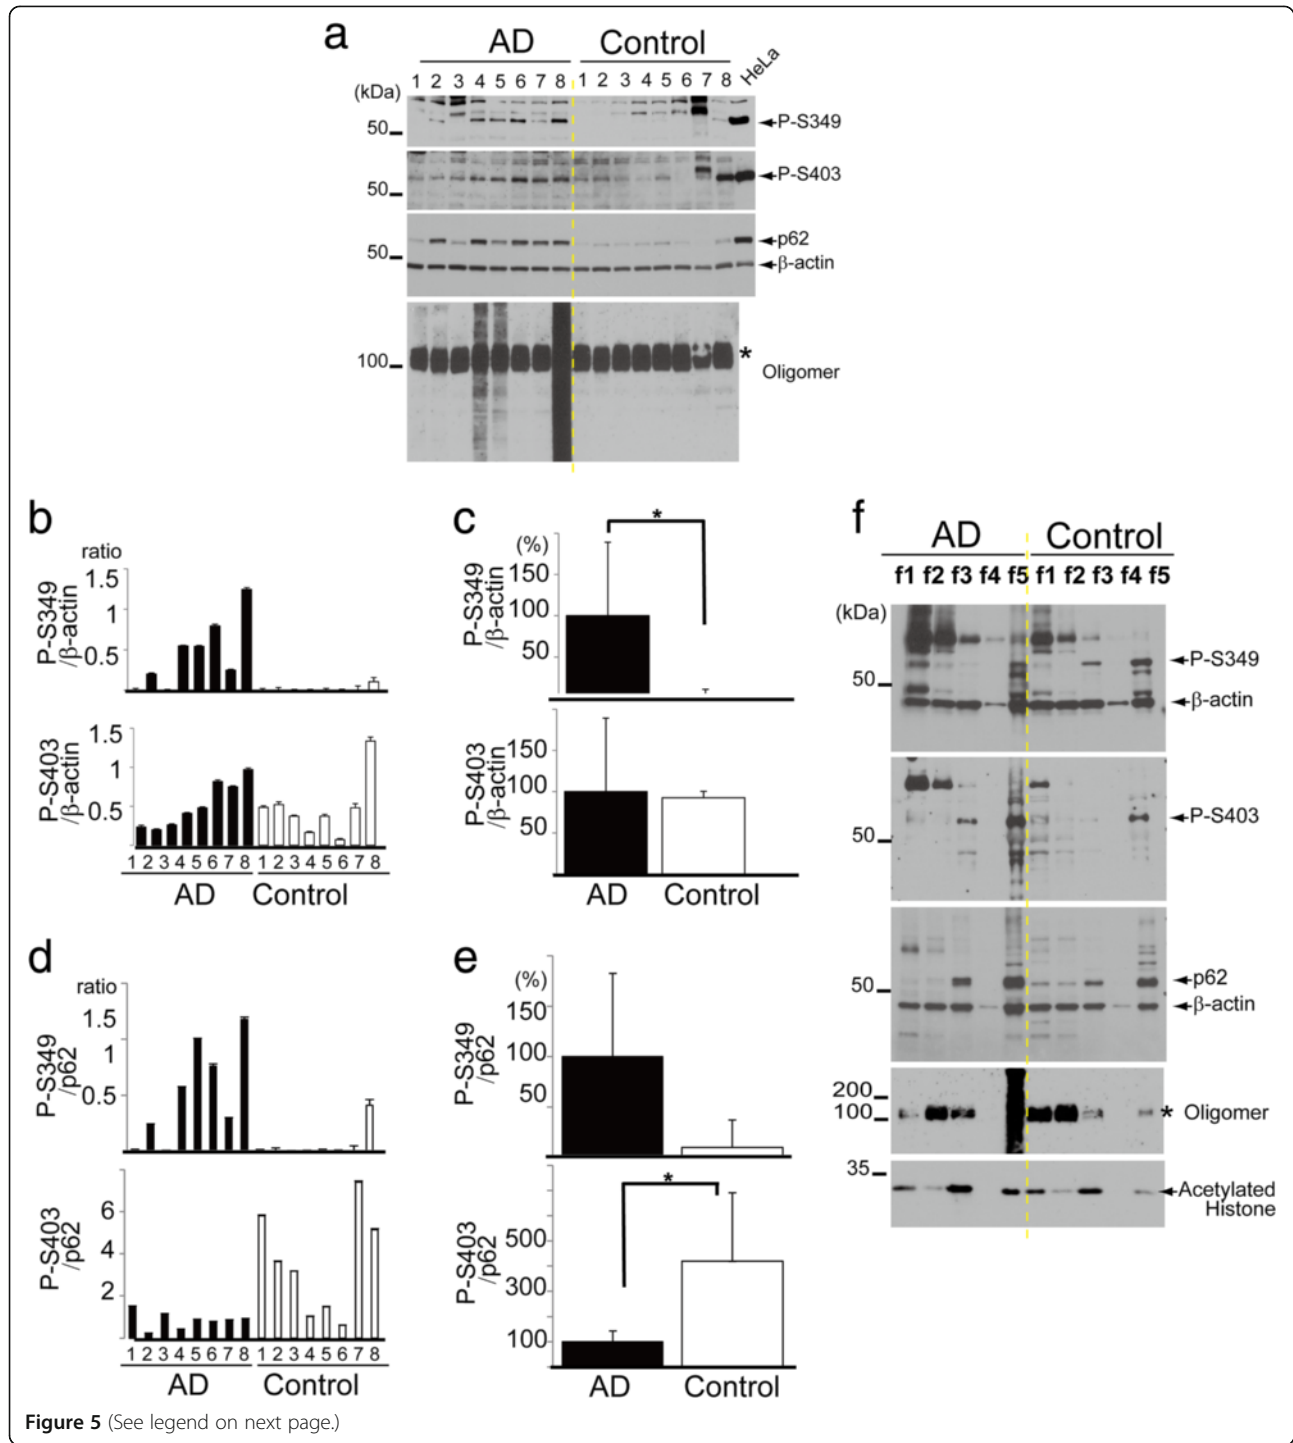 a
AD Control
1 2 3 4 5 6 7 8 1 2 3 4 5 6 7 8 HeLa
(kDa)
50 P-S349
50 P-S403
p62
50
β-actin
100 *
Oligomer
b
ratio
P-S349
/β-actin
1.5
1
0.5
P-S403
/β-actin
1.5
1
0.5
1 2 3 4 5 6 7 8 1 2 3 4 5 6 7 8
AD Control
c
(%)
*
P-S349
/β-actin
150
100
50
P-S403
/β-actin
150
100
50
AD Control
d
ratio
P-S349
/p62
1.5
1
0.5
P-S403
/p62
6
4
2
1 2 3 4 5 6 7 8 1 2 3 4 5 6 7 8
AD Control
e
(%)
P-S349
/p62
150
100
50
*
P-S403
/p62
500
300
100
AD Control
f
AD Control
f1 f2 f3 f4 f5 f1 f2 f3 f4 f5
(kDa)
P-S349
50
β-actin
P-S403
50
p62
50
β-actin
200
100 * Oligomer
35
Acetylated
Histone
Figure 5 (See legend on next page.)